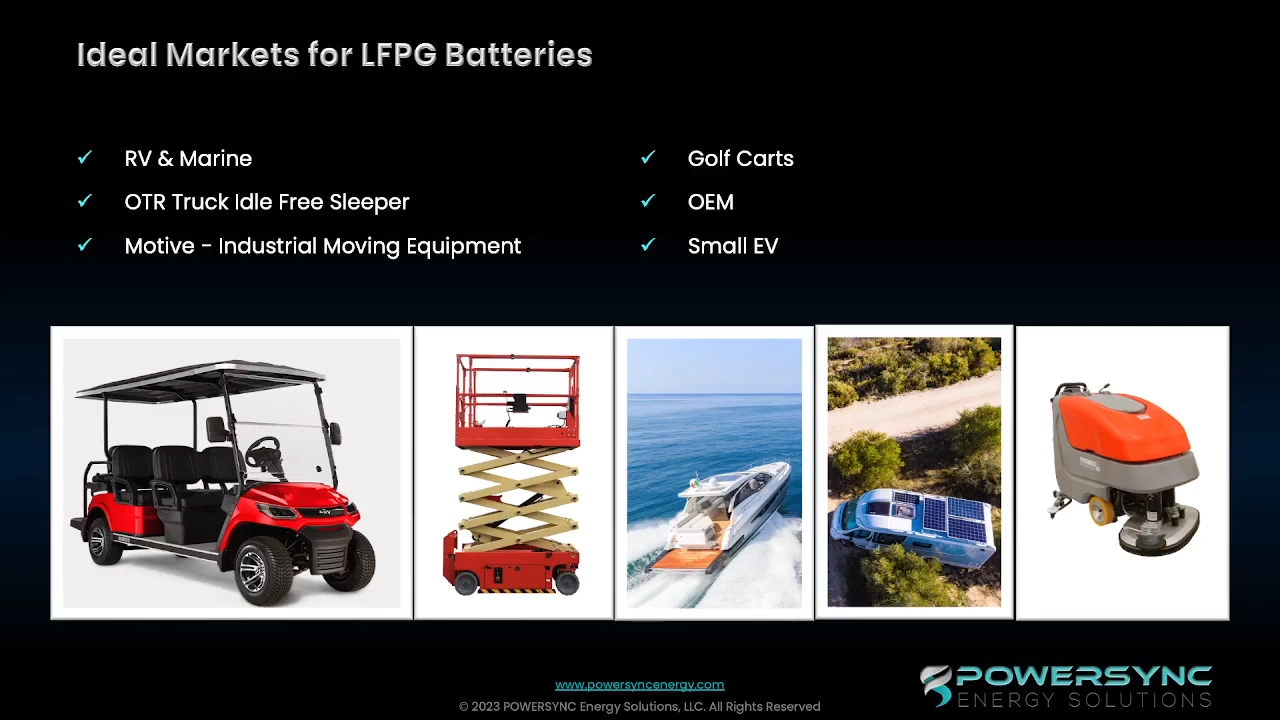 Ideal Markets for LFPG Batteries
✓ RV & Marine
✓ OTR Truck Idle Free Sleeper
✓ Motive - Industrial Moving Equipment
✓ Golf Carts
✓ OEM
✓ Small EV
www.powersyncenergy.com
© 2023 POWERSYNC Energy Solutions, LLC. All Rights Reserved
POWERSYNC
ENERGY SOLUTIONS